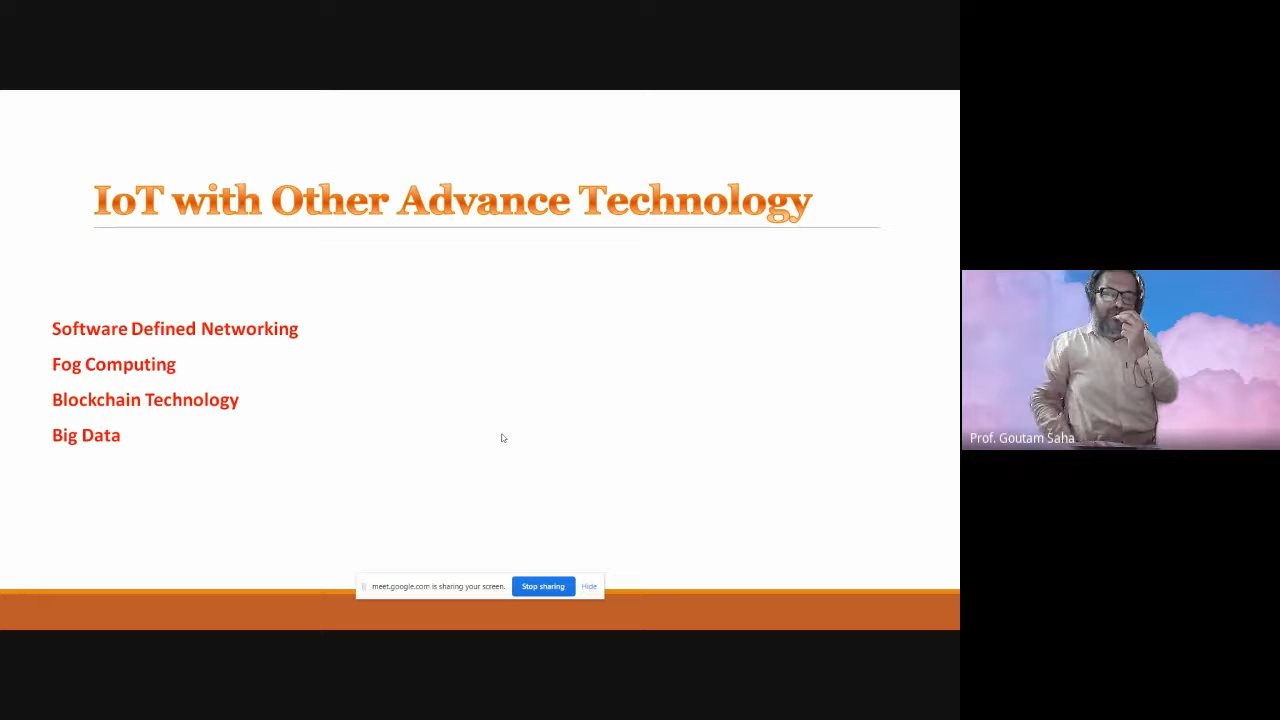 IoT with Other Advance Technology
Software Defined Networking
Fog Computing
Blockchain Technology
Big Data
meet.google.com is sharing your screen.
Stop sharing
Hide
Prof. Goutam Saha